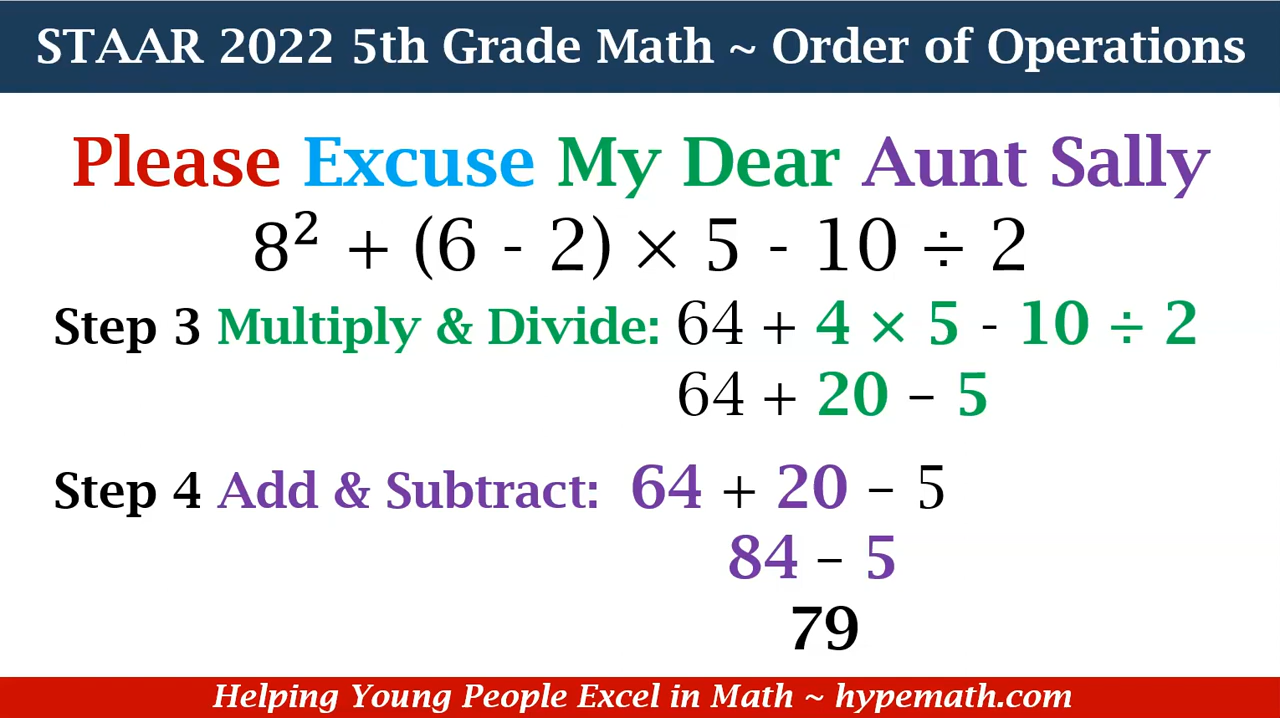 STAAR 2022 5th Grade Math ~ Order of Operations
Please Excuse My Dear Aunt Sally
8² + (6 - 2) × 5 - 10 ÷ 2
Step 3 Multiply & Divide: 64 + 4 × 5 - 10 ÷ 2
64 + 20 – 5
Step 4 Add & Subtract: 64 + 20 – 5
84 – 5
79
Helping Young People Excel in Math ~ hypemath.com